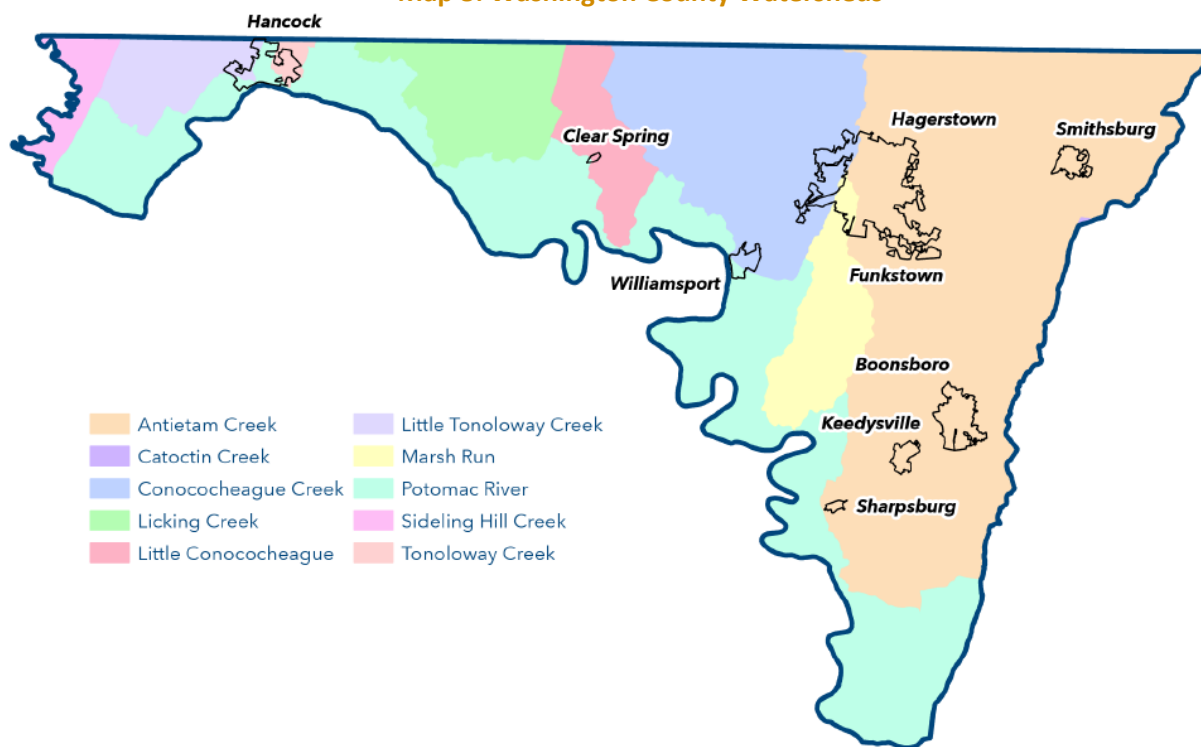 Hancock
Clear Spring
Hagerstown
Smithsburg
Williamsport
Funkstown
Boonsboro
Keedysville
Sharpsburg
Antietam Creek
Catoctin Creek
Conococheague Creek
Licking Creek
Little Conococheague
Little Tonoloway Creek
Marsh Run
Potomac River
Sideling Hill Creek
Tonoloway Creek